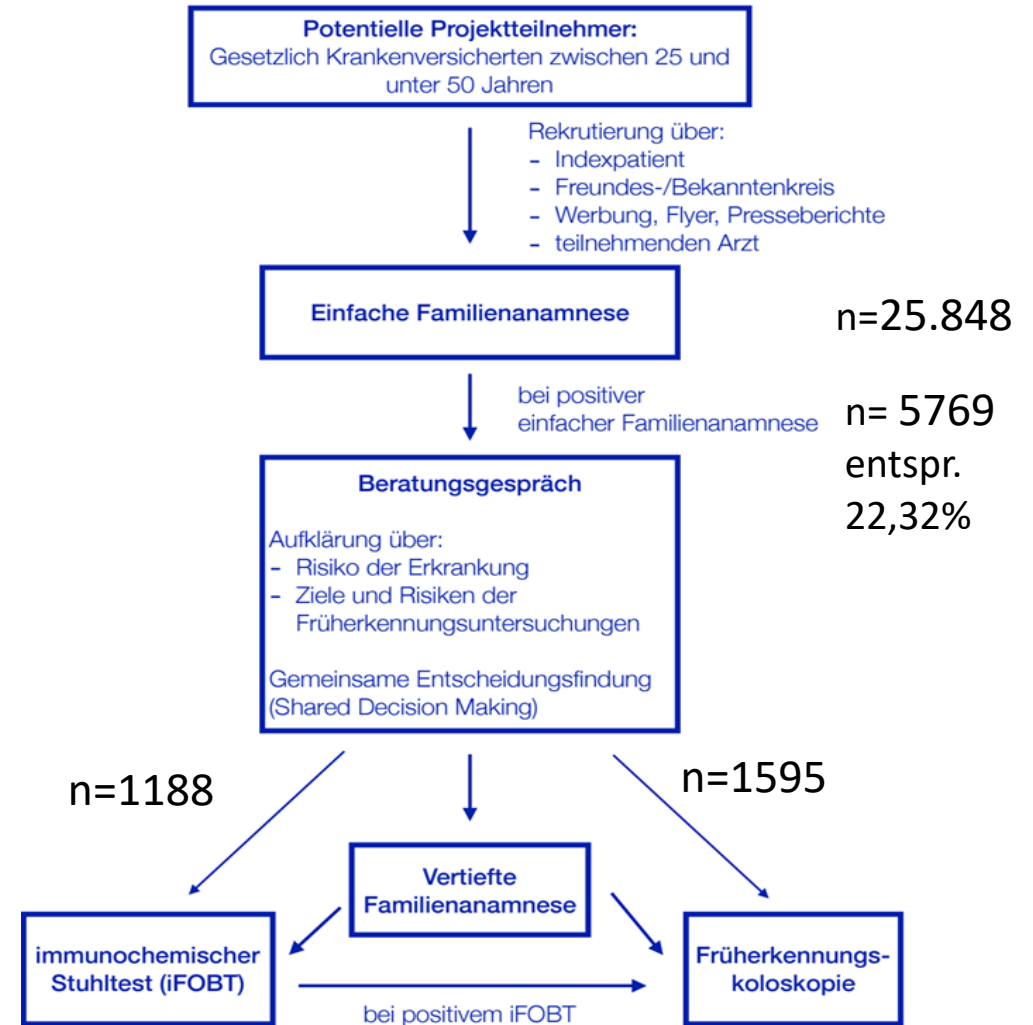 Potentielle Projektteilnehmer:
Gesetzlich Krankenversicherten zwischen 25 und
unter 50 Jahren
Rekrutierung über:
- Indexpatient
- Freundes-/Bekanntenkreis
- Werbung, Flyer, Presseberichte
- teilnehmenden Arzt
Einfache Familienanamnese
n=25.848
bei positiver
einfacher Familienanamnese
n= 5769
entspr.
22,32%
Beratungsgespräch
Aufklärung über:
- Risiko der Erkrankung
- Ziele und Risiken der
Früherkennungsuntersuchungen
Gemeinsame Entscheidungsfindung
(Shared Decision Making)
n=1188
n=1595
Vertiefte
Familienanamnese
immunochemischer
Stuhltest (iFOBT)
bei positivem iFOBT
Früherkennungs-
koloskopie